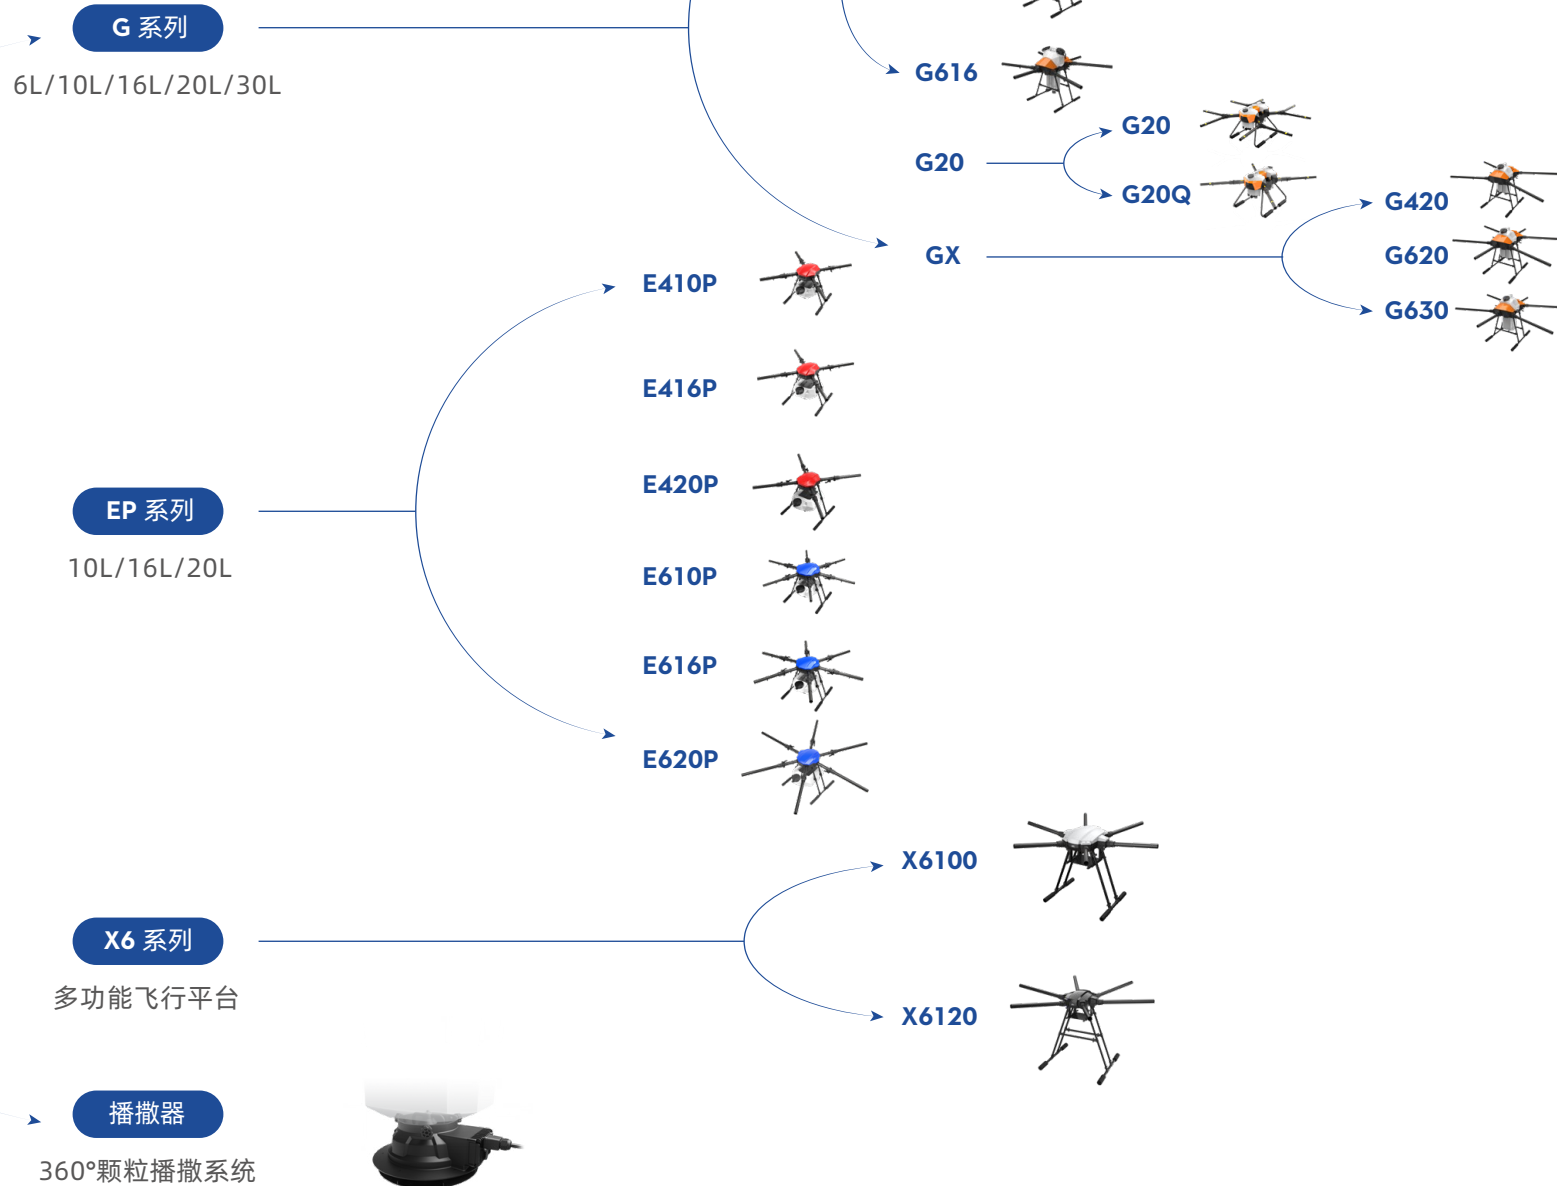 G 系列
6L/10L/16L/20L/30L
G616
G20
G20
G20Q
GX
G420
G620
G630
EP 系列
10L/16L/20L
E410P
E416P
E420P
E610P
E616P
E620P
X6 系列
多功能飞行平台
X6100
X6120
播撒器
360°颗粒播撒系统